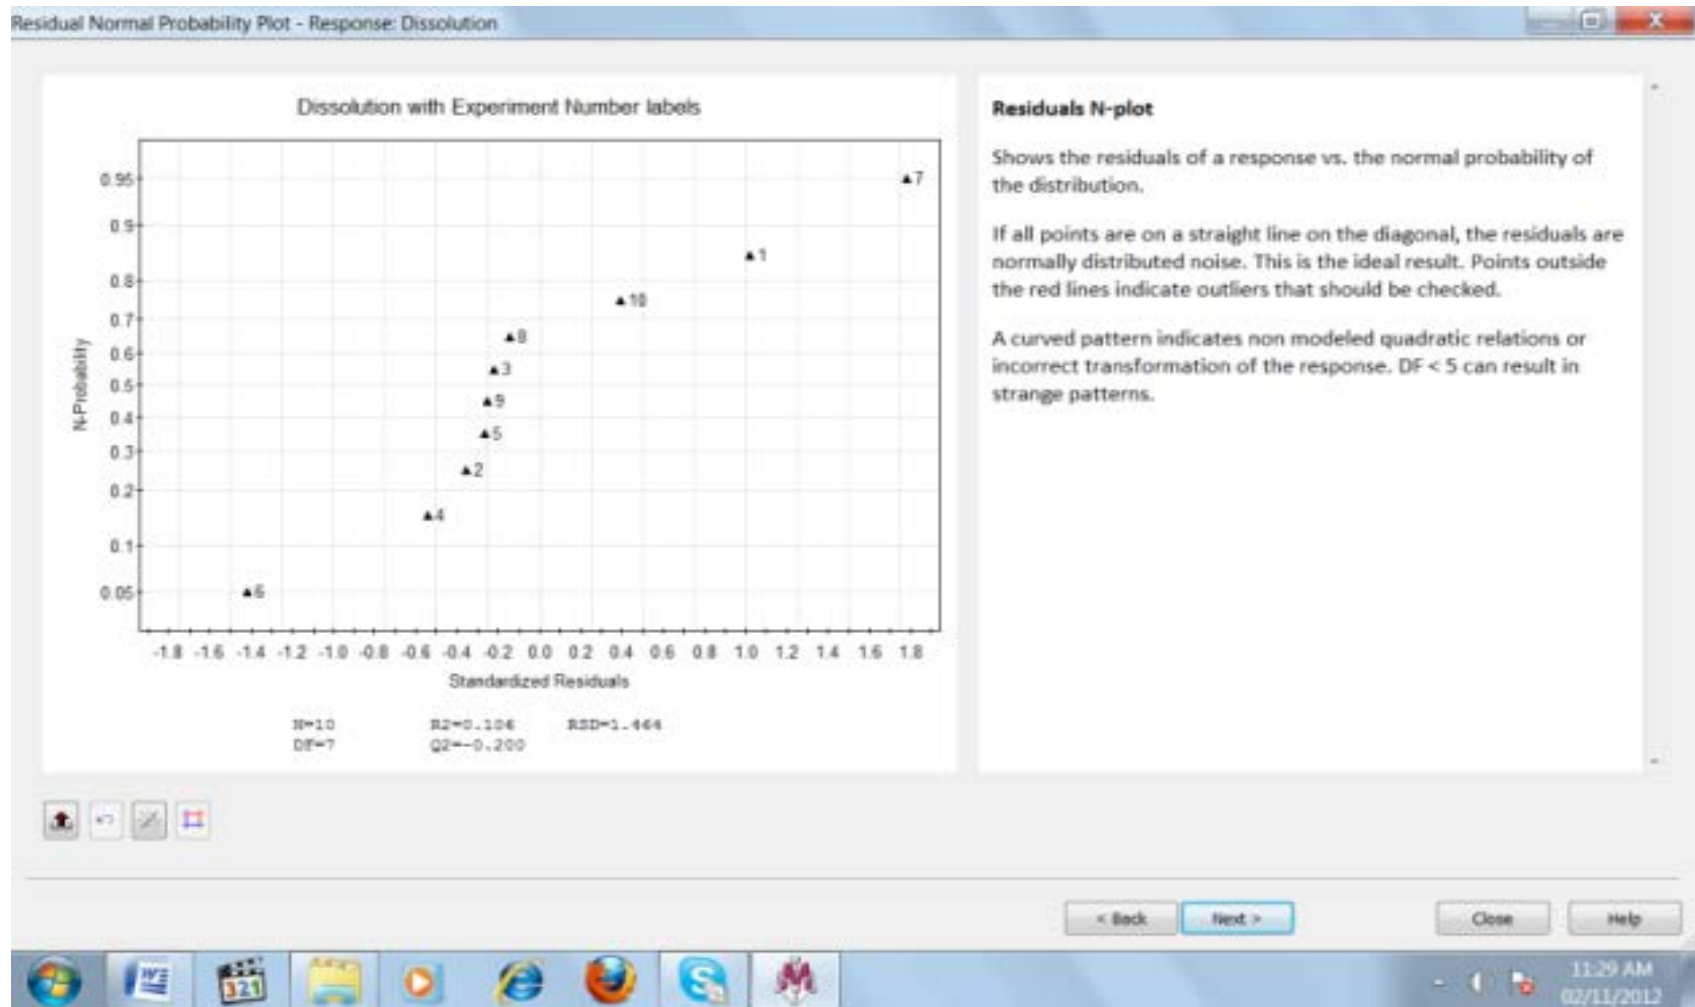 Residual Normal Probability Plot - Response: Dissolution
Dissolution with Experiment Number labels
N-Probability
0.95
0.9
0.8
0.7
0.6
0.5
0.4
0.3
0.2
0.1
0.05
7
1
10
8
3
9
5
2
4
6
-1.8 -1.6 -1.4 -1.2 -1.0 -0.8 -0.6 -0.4 -0.2 0.0 0.2 0.4 0.6 0.8 1.0 1.2 1.4 1.6 1.8
Standardized Residuals
N=10 R2=0.106 RSD=1.464
DF=7 Q2=-0.200
Residuals N-plot
Shows the residuals of a response vs. the normal probability of
the distribution.
If all points are on a straight line on the diagonal, the residuals are
normally distributed noise. This is the ideal result. Points outside
the red lines indicate outliers that should be checked.
A curved pattern indicates non modeled quadratic relations or
incorrect transformation of the response. DF < 5 can result in
strange patterns.
< Back Next > Close Help
321
11:29 AM
02/11/2012